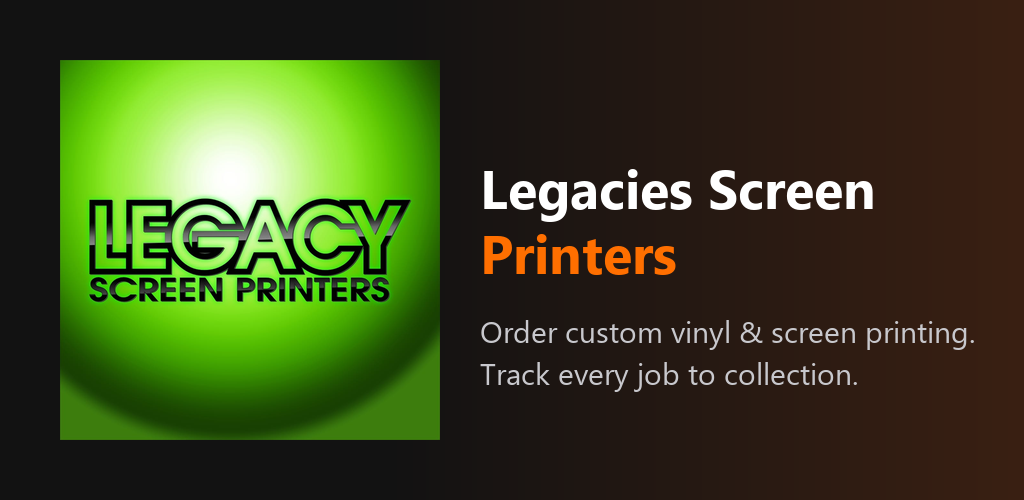 LEGACY
SCREEN PRINTERS
Legacies Screen
Printers
Order custom vinyl & screen printing.
Track every job to collection.